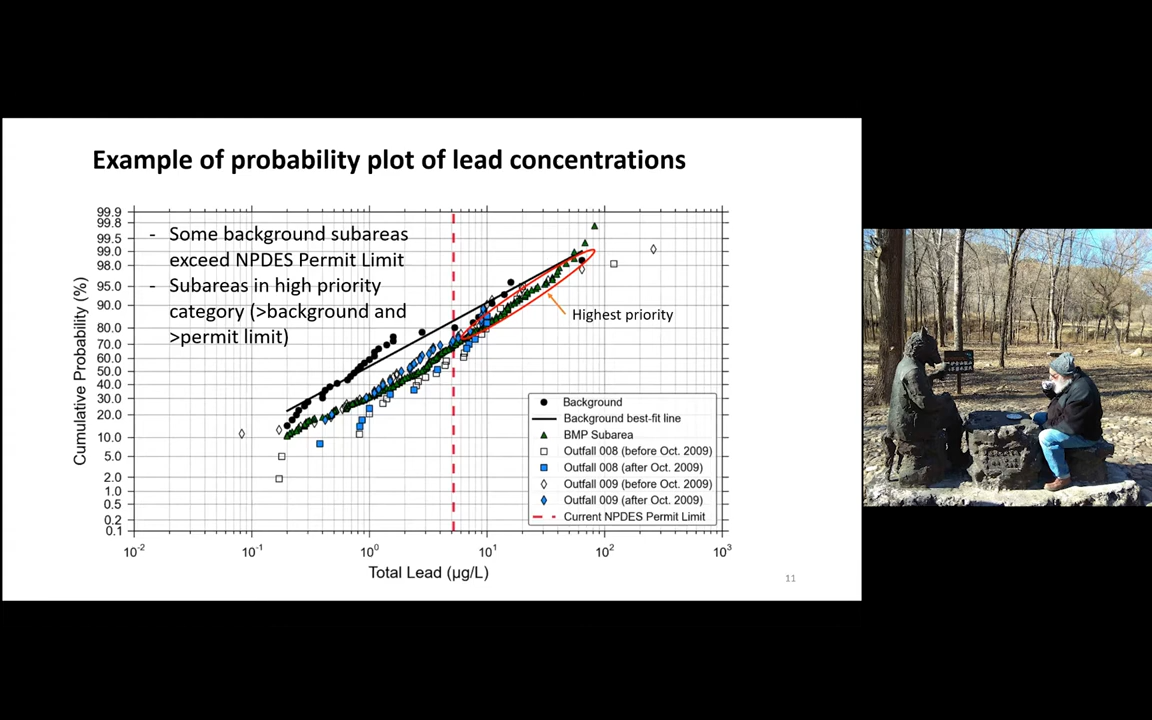 Example of probability plot of lead concentrations
- Some background subareas
exceed NPDES Permit Limit
- Subareas in high priority
category (>background and
>permit limit)
Highest priority
Cumulative Probability (%)
99.9
99.8
99.5
99.0
98.0
95.0
90.0
80.0
70.0
60.0
50.0
40.0
30.0
20.0
10.0
5.0
2.0
1.0
0.5
0.2
0.1
10⁻² 10⁻¹ 10⁰ 10¹ 10² 10³
Total Lead (µg/L)
Background
Background best-fit line
BMP Subarea
Outfall 008 (before Oct. 2009)
Outfall 008 (after Oct. 2009)
Outfall 009 (before Oct. 2009)
Outfall 009 (after Oct. 2009)
Current NPDES Permit Limit
11